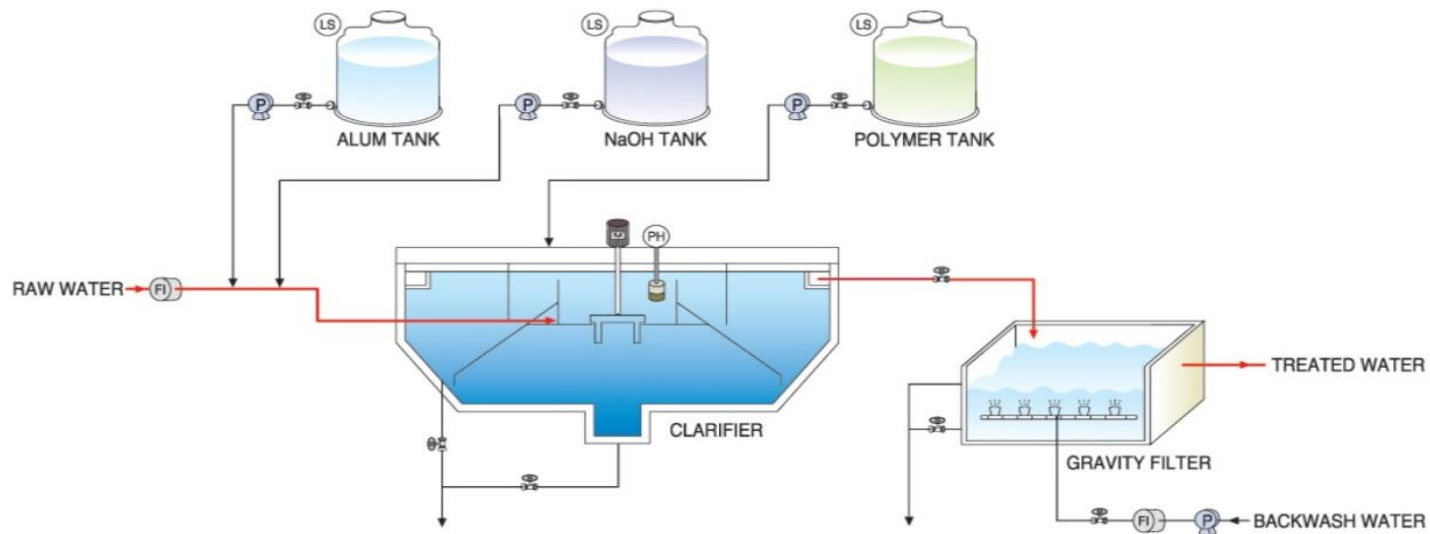 LS
LS
LS
P
P
P
ALUM TANK
NaOH TANK
POLYMER TANK
M
PH
RAW WATER
FI
TREATED WATER
CLARIFIER
GRAVITY FILTER
FI
P
BACKWASH WATER